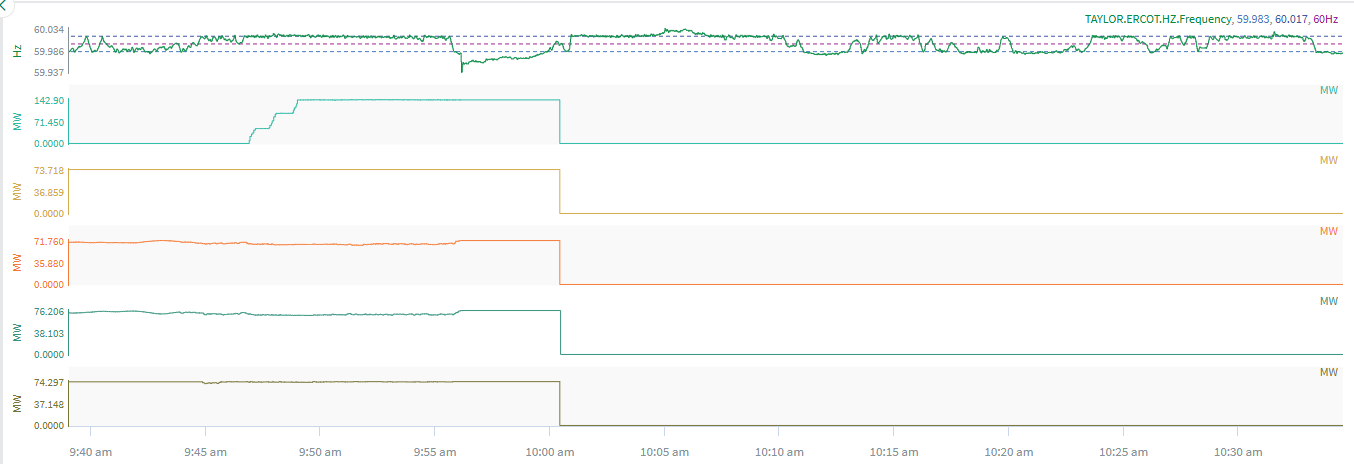 TAYLOR.ERCOT.HZ.Frequency, 59.983, 60.017, 60Hz
Hz
60.034
59.986
59.937
MW
MW
142.90
71.450
0.0000
MW
MW
73.718
36.859
0.0000
MW
MW
71.760
35.880
0.0000
MW
MW
76.206
38.103
0.0000
MW
MW
74.297
37.148
0.0000
9:40 am 9:45 am 9:50 am 9:55 am 10:00 am 10:05 am 10:10 am 10:15 am 10:20 am 10:25 am 10:30 am